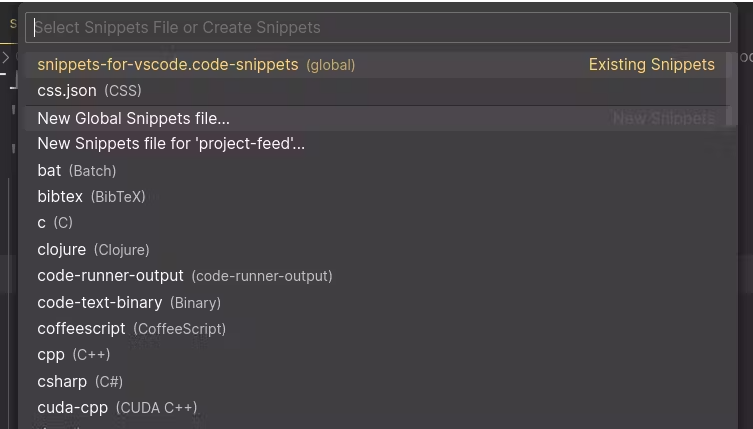 Select Snippets File or Create Snippets
snippets-for-vscode.code-snippets (global) Existing Snippets
css.json (CSS)
New Global Snippets file... New Snippets
New Snippets file for 'project-feed'...
bat (Batch)
bibtex (BibTeX)
c (C)
clojure (Clojure)
code-runner-output (code-runner-output)
code-text-binary (Binary)
coffeescript (CoffeeScript)
cpp (C++)
csharp (C#)
cuda-cpp (CUDA C++)